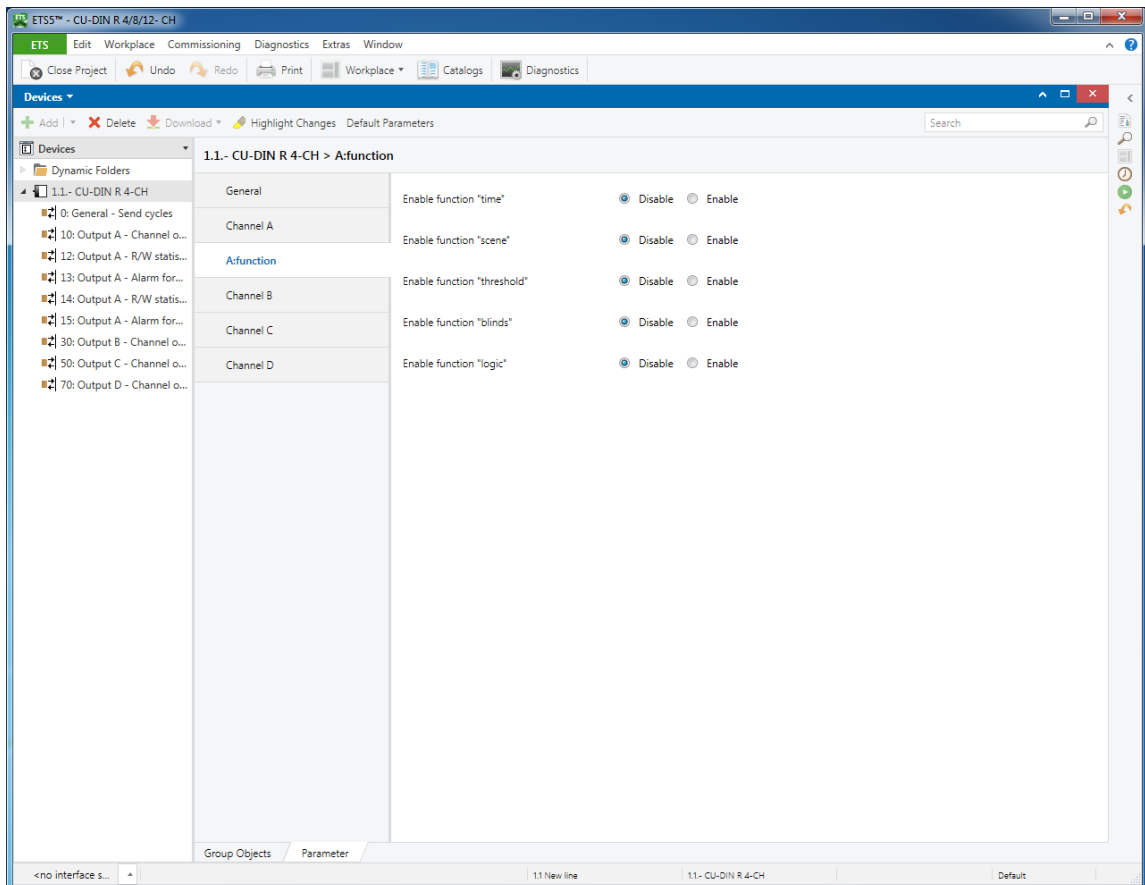 ETS5™ - CU-DIN R 4/8/12- CH
ETS Edit Workplace Commissioning Diagnostics Extras Window
Close Project Undo Redo Print Workplace Catalogs Diagnostics
Devices
Add Delete Download Highlight Changes Default Parameters Search
Devices
Dynamic Folders
1.1.- CU-DIN R 4-CH
0: General - Send cycles
10: Output A - Channel o...
12: Output A - R/W statis...
13: Output A - Alarm for...
14: Output A - R/W statis...
15: Output A - Alarm for...
30: Output B - Channel o...
50: Output C - Channel o...
70: Output D - Channel o...
1.1.- CU-DIN R 4-CH > A:function
General
Channel A
A:function
Channel B
Channel C
Channel D
Enable function "time" Disable Enable
Enable function "scene" Disable Enable
Enable function "threshold" Disable Enable
Enable function "blinds" Disable Enable
Enable function "logic" Disable Enable
Group Objects Parameter
<no interface s... 1.1 New line 1.1.- CU-DIN R 4-CH Default